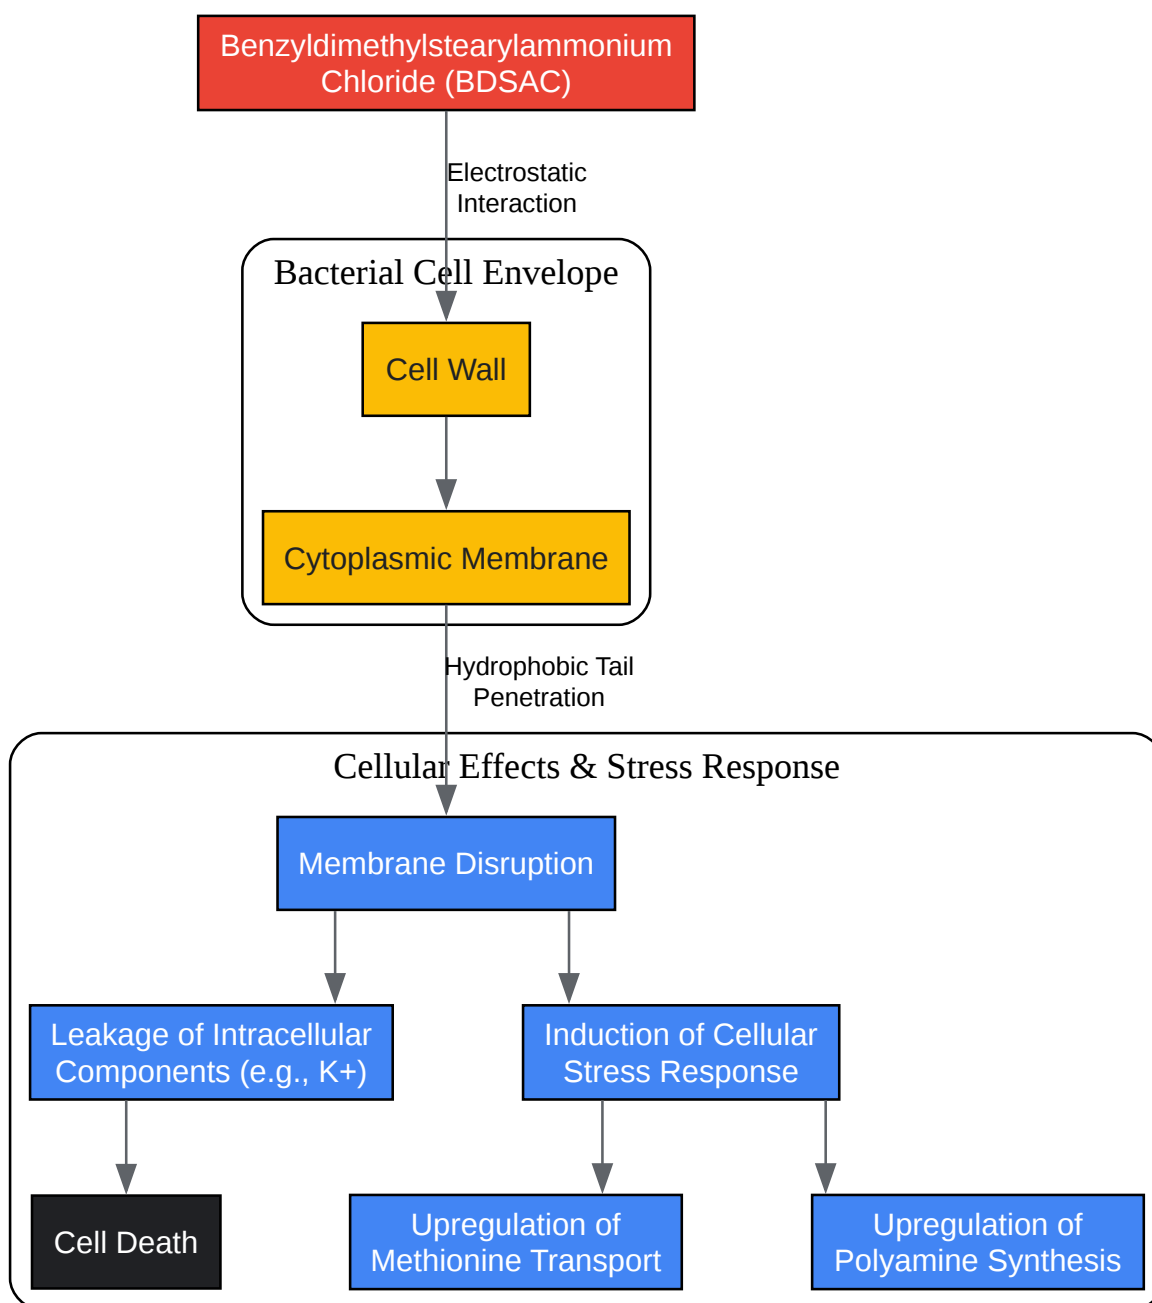 Benzyldimethylstearylammonium
Chloride (BDSAC)
Electrostatic
Interaction
Bacterial Cell Envelope
Cell Wall
Cytoplasmic Membrane
Hydrophobic Tail
Penetration
Cellular Effects & Stress Response
Membrane Disruption
Leakage of Intracellular
Components (e.g., K+)
Induction of Cellular
Stress Response
Cell Death
Upregulation of
Methionine Transport
Upregulation of
Polyamine Synthesis